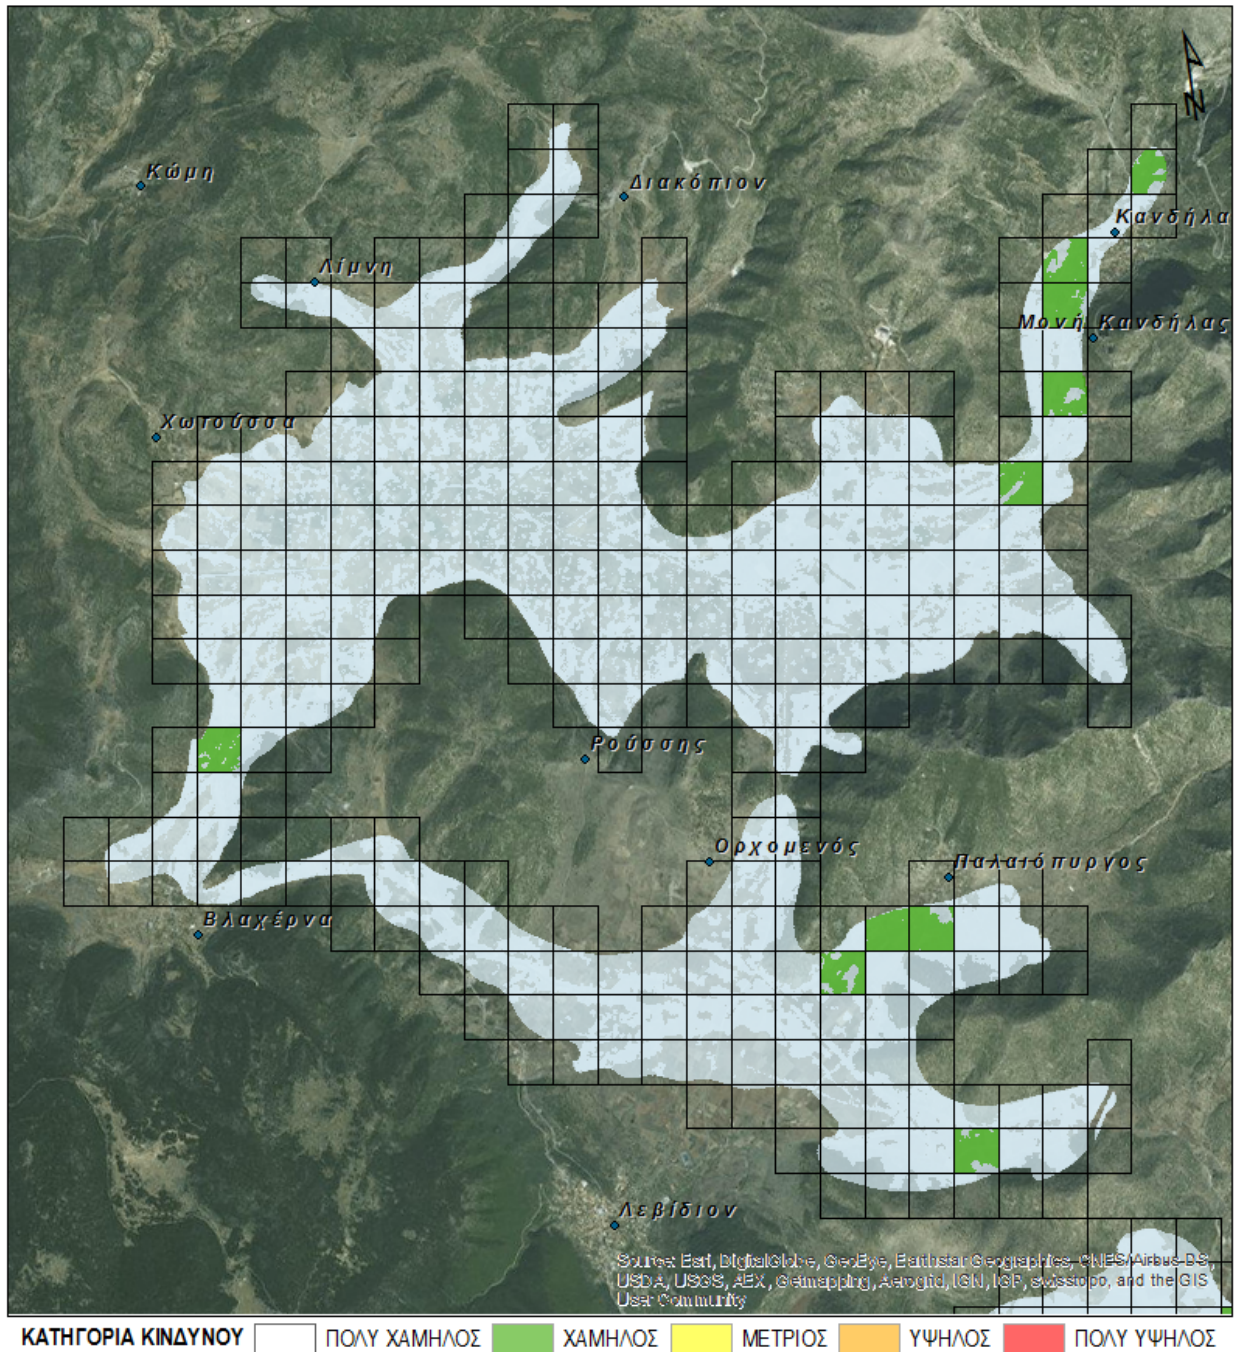 N
Κώμη
Διακόπιον
Κανδήλα
Λίμνη
Μονή Κανδήλας
Χωτούσσα
Ρούσσης
Ορχομενός
Παλαιόπυργος
Βλαχέρνα
Λεβίδιον
Source: Esri, DigitalGlobe, GeoEye, Earthstar Geographics, CNES/Airbus DS,
USDA, USGS, AEX, Getmapping, Aerogrid, IGN, IGP, swisstopo, and the GIS
User Community
ΚΑΤΗΓΟΡΙΑ ΚΙΝΔΥΝΟΥ ΠΟΛΥ ΧΑΜΗΛΟΣ ΧΑΜΗΛΟΣ ΜΕΤΡΙΟΣ ΥΨΗΛΟΣ ΠΟΛΥ ΥΨΗΛΟΣ